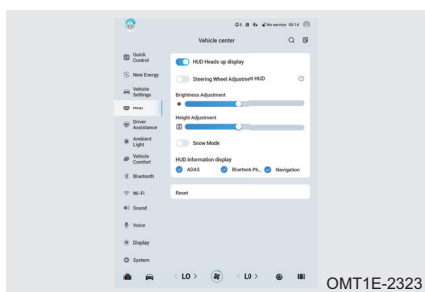 No service 00:14
Vehicle center
Quick
Control
HUD Heads up display
New Energy
Steering Wheel Adjustment HUD
Vehicle
Settings
Brightness Adjustment
HUD
Driver
Assistance
Height Adjustment
Ambient
Light
Snow Mode
Vehicle
Comfort
HUD information display
ADAS
Bluetooth Ph...
Navigation
Bluetooth
Wi-Fi
Reset
Sound
Voice
Display
System
< LO >
< LO >
OMT1E-2323